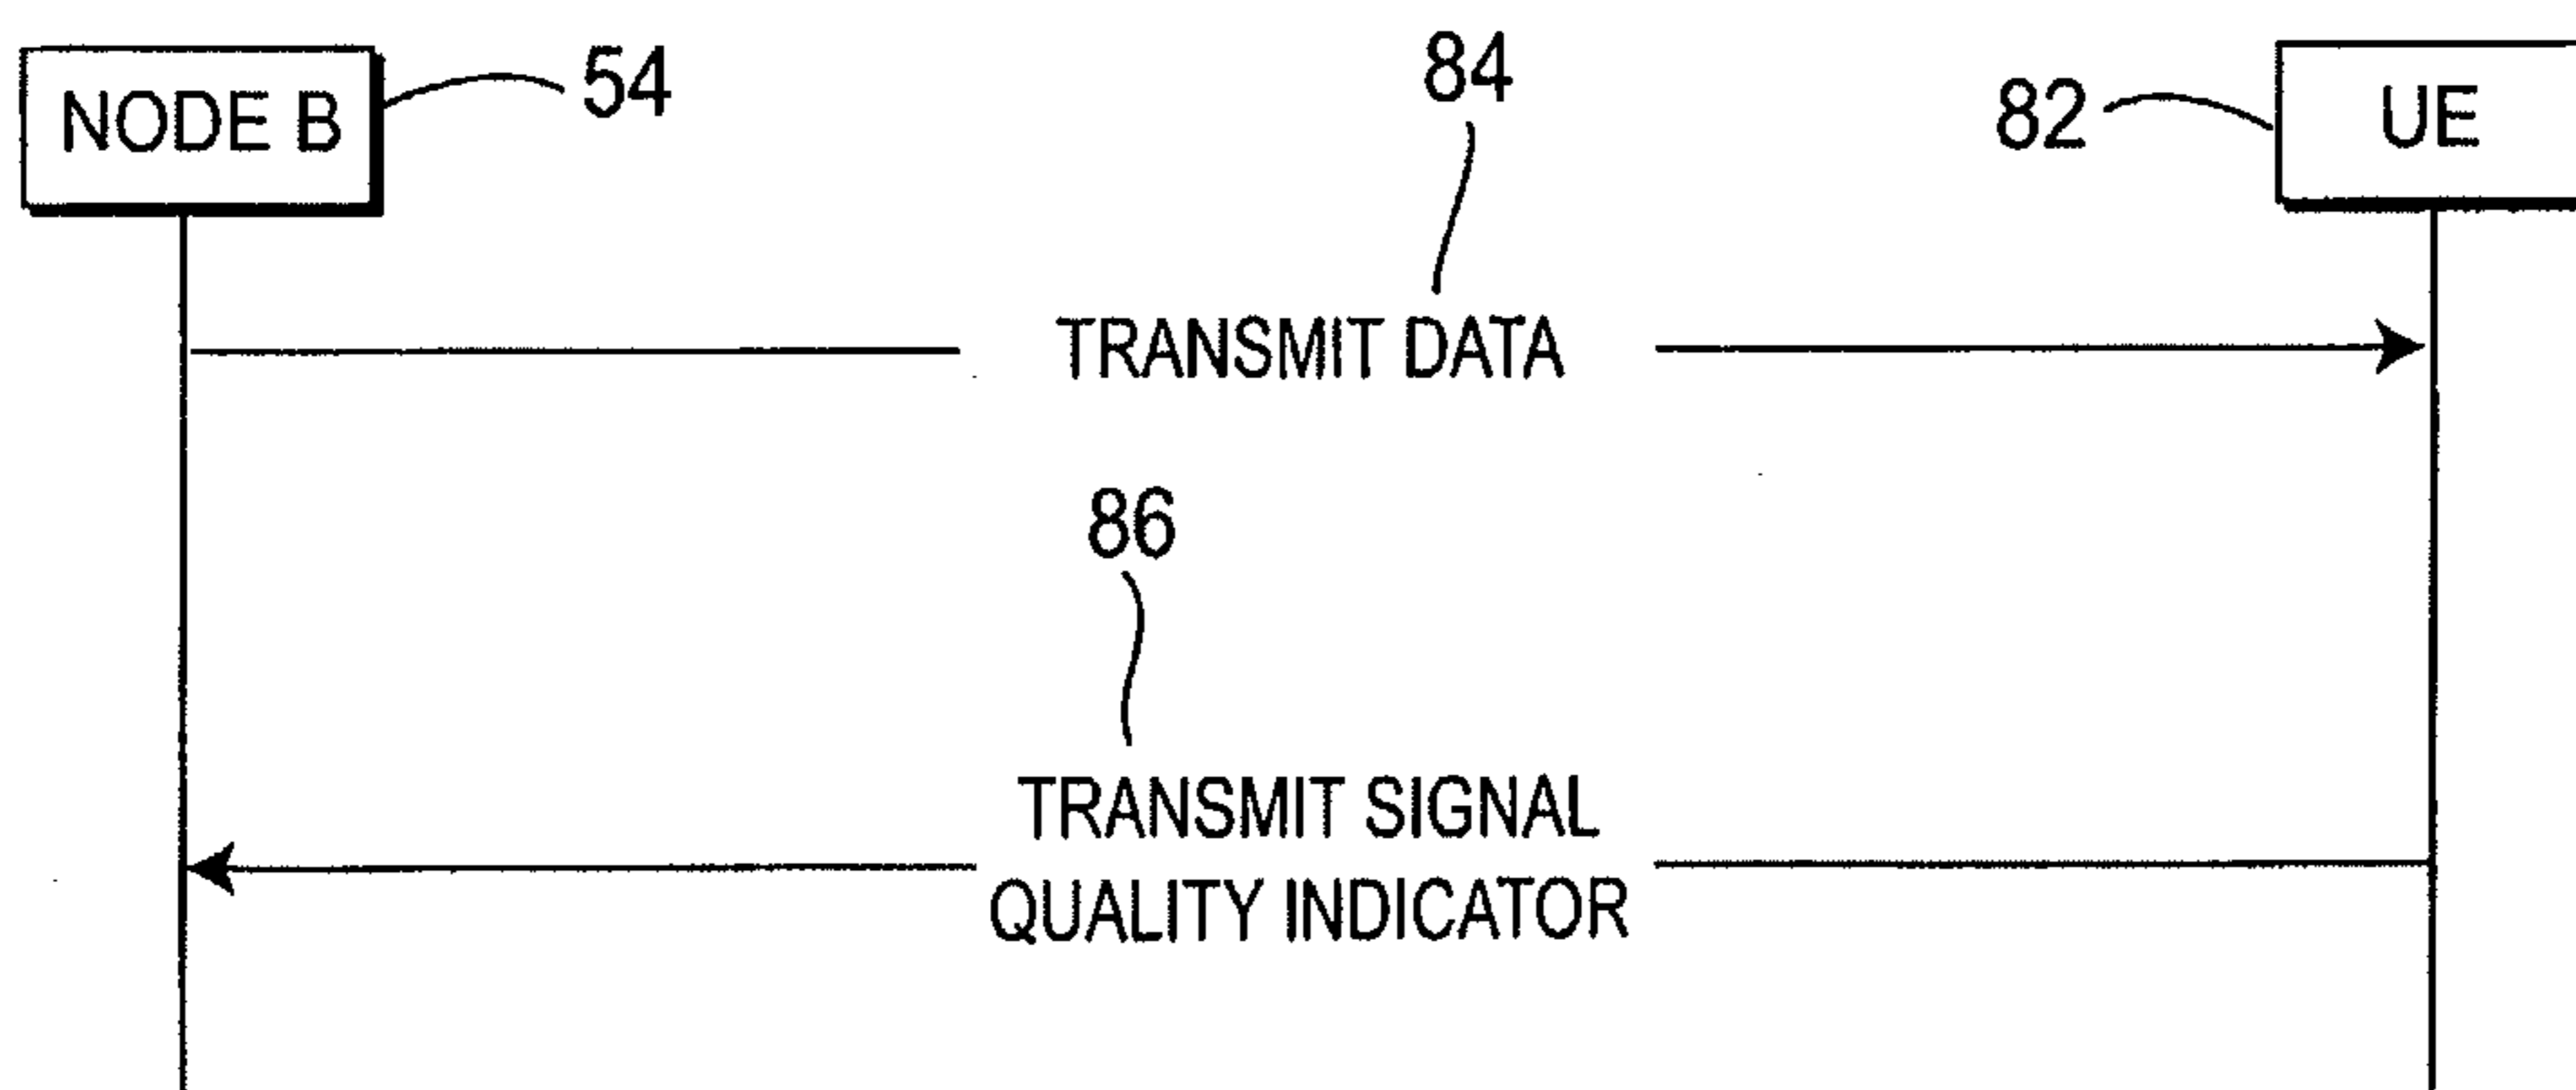 NODE B
54
84
82
UE
TRANSMIT DATA
86
TRANSMIT SIGNAL
QUALITY INDICATOR